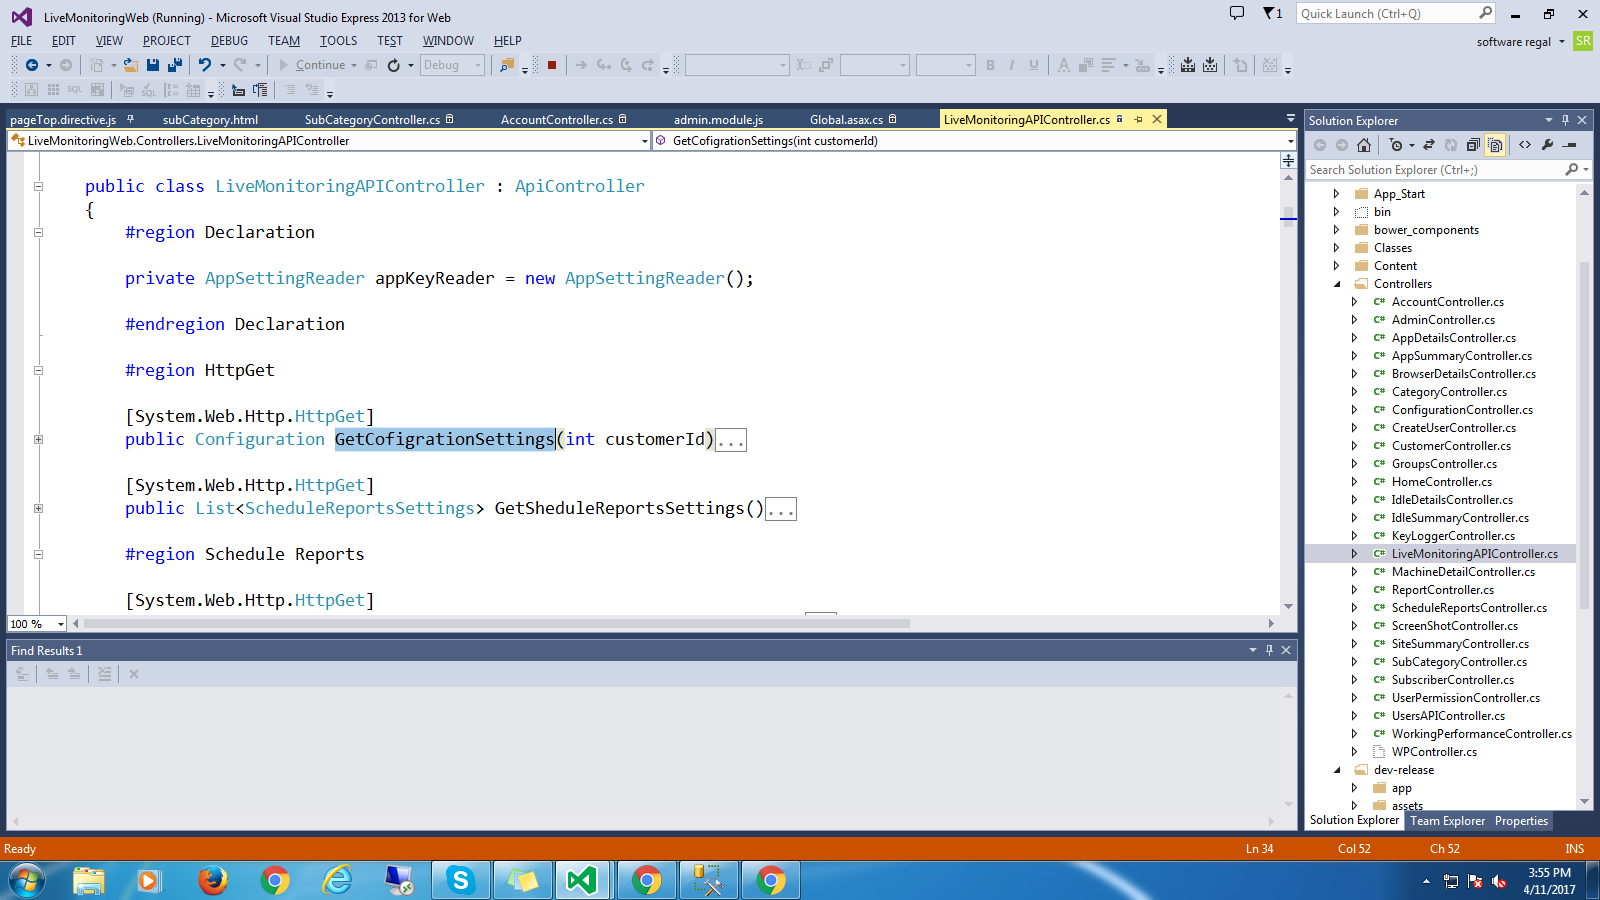 LiveMonitoringWeb (Running) - Microsoft Visual Studio Express 2013 for Web
1
Quick Launch (Ctrl+Q)
FILE EDIT VIEW PROJECT DEBUG TEAM TOOLS TEST WINDOW HELP
software regal
SR
Continue
Debug
SQL
pageTop.directive.js subCategory.html SubCategoryController.cs AccountController.cs admin.module.js Global.asax.cs LiveMonitoringAPIController.cs
LiveMonitoringWeb.Controllers.LiveMonitoringAPIController
GetCofigrationSettings(int customerId)
public class LiveMonitoringAPIController : ApiController
{
#region Declaration
private AppSettingReader appKeyReader = new AppSettingReader();
#endregion Declaration
#region HttpGet
[System.Web.Http.HttpGet]
public Configuration GetCofigrationSettings(int customerId)...
[System.Web.Http.HttpGet]
public List<ScheduleReportsSettings> GetSheduleReportsSettings()...
#region Schedule Reports
[System.Web.Http.HttpGet]
100 %
Find Results 1
Solution Explorer
Search Solution Explorer (Ctrl+;)
App_Start
bin
bower_components
Classes
Content
Controllers
C# AccountController.cs
C# AdminController.cs
C# AppDetailsController.cs
C# AppSummaryController.cs
C# BrowserDetailsController.cs
C# CategoryController.cs
C# ConfigurationController.cs
C# CreateUserController.cs
C# CustomerController.cs
C# GroupsController.cs
C# HomeController.cs
C# IdleDetailsController.cs
C# IdleSummaryController.cs
C# KeyLoggerController.cs
C# LiveMonitoringAPIController.cs
C# MachineDetailController.cs
C# ReportController.cs
C# ScheduleReportsController.cs
C# ScreenShotController.cs
C# SiteSummaryController.cs
C# SubCategoryController.cs
C# SubscriberController.cs
C# UserPermissionController.cs
C# UsersAPIController.cs
C# WorkingPerformanceController.cs
WPController.cs
dev-release
app
assets
Solution Explorer Team Explorer Properties
Ready
Ln 34
Col 52
Ch 52
INS
3:55 PM
4/11/2017